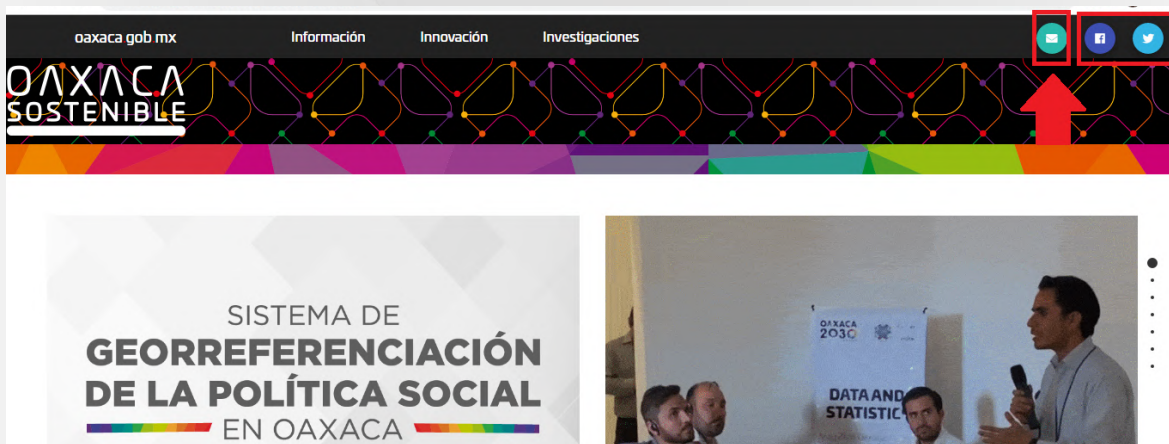 oaxaca gob mx
Información
Innovación
Investigaciones
OAXACA
SOSTENIBLE
SISTEMA DE
GEORREFERENCIACIÓN
DE LA POLÍTICA SOCIAL
EN OAXACA
OAXACA
2030
DATA AND
STATISTIC